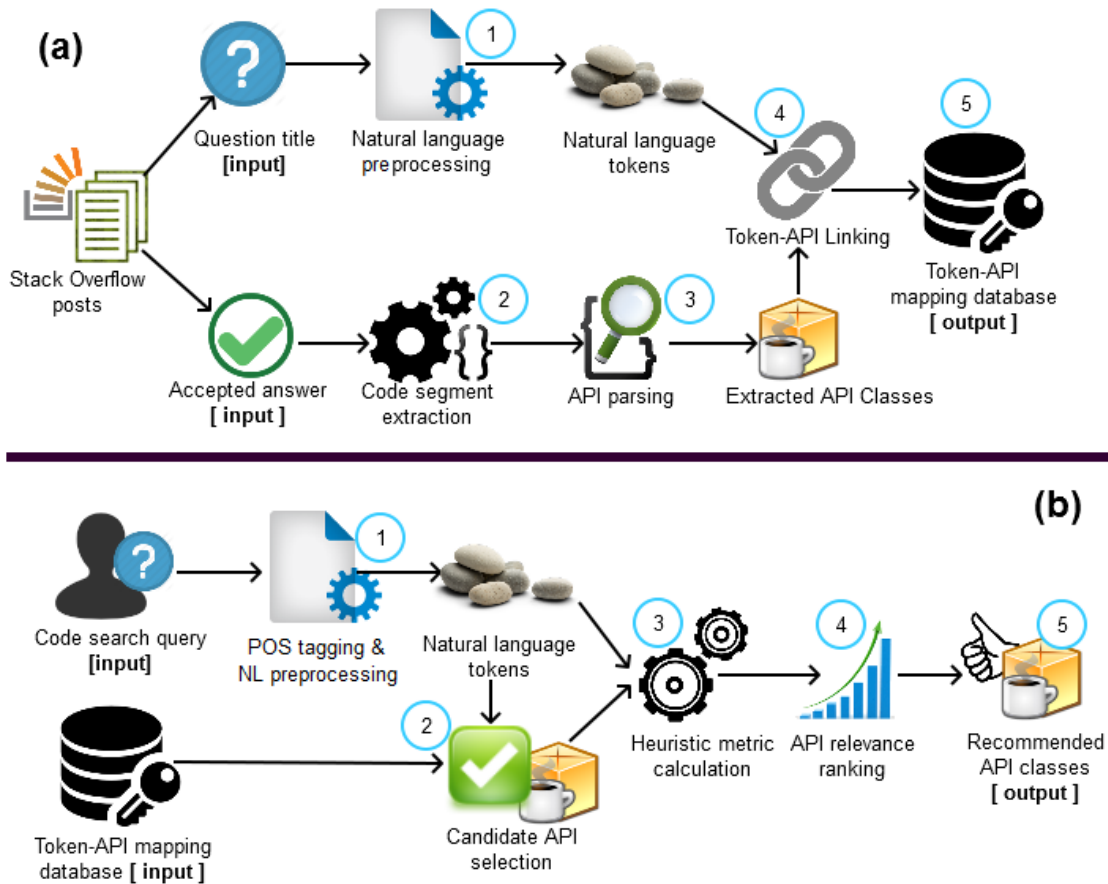 (a)
1
4
5
Question title
[input]
Natural language
preprocessing
Natural language
tokens
Token-API Linking
Token-API
mapping database
[ output ]
Stack Overflow
posts
2
3
Accepted answer
[ input ]
Code segment
extraction
API parsing
Extracted API Classes
(b)
1
3
4
5
Code search query
[input]
POS tagging &
NL preprocessing
Natural language
tokens
2
Heuristic metric
calculation
API relevance
ranking
Recommended
API classes
[ output ]
Token-API mapping
database [ input ]
Candidate API
selection